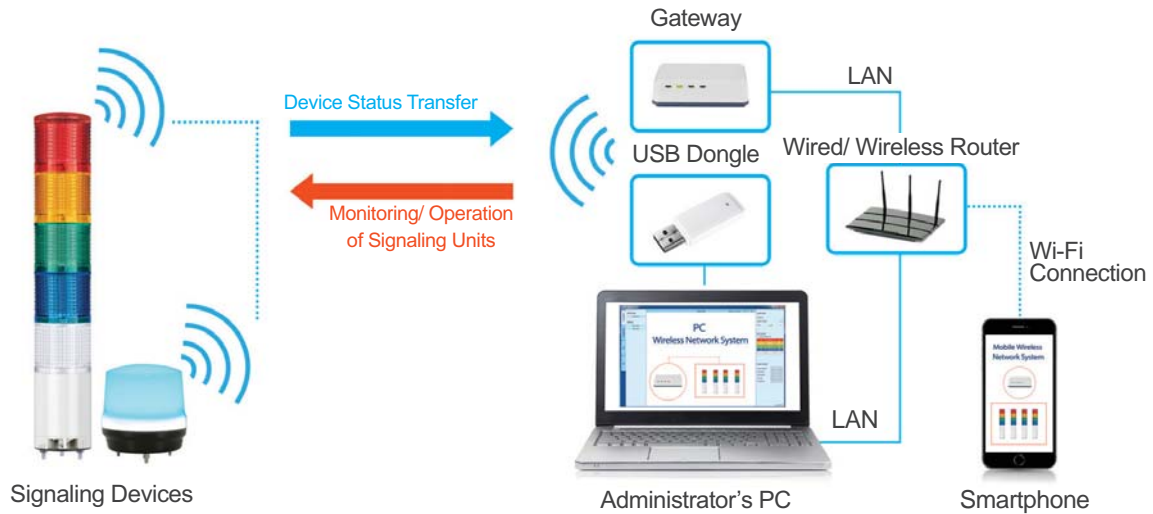 Gateway
LAN
Device Status Transfer
USB Dongle
Wired/ Wireless Router
Monitoring/ Operation
of Signaling Units
Wi-Fi
Connection
PC
Wireless Network System
Mobile Wireless
Network System
LAN
Signaling Devices
Administrator's PC
Smartphone